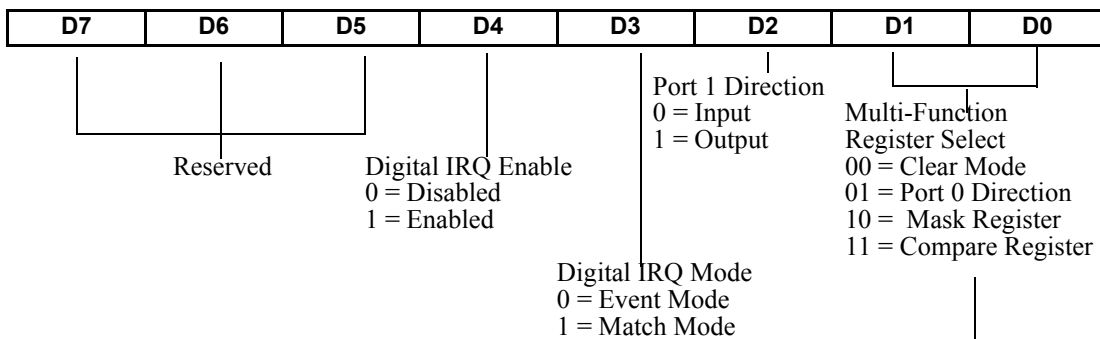 D7 D6 D5 D4 D3 D2 D1 D0
Reserved
Digital IRQ Enable
0 = Disabled
1 = Enabled
Digital IRQ Mode
0 = Event Mode
1 = Match Mode
Port 1 Direction
0 = Input
1 = Output
Multi-Function
Register Select
00 = Clear Mode
01 = Port 0 Direction
10 = Mask Register
11 = Compare Register